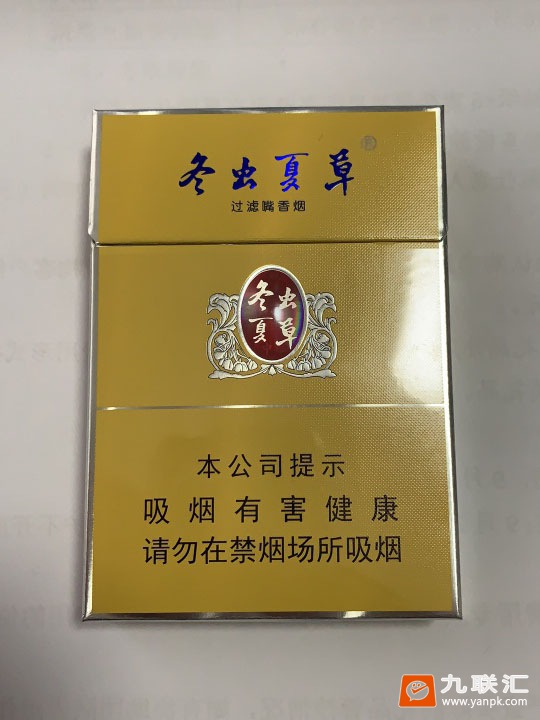 冬虫夏草®
过滤嘴香烟
冬虫
夏草
本公司提示
吸烟有害健康
请勿在禁烟场所吸烟
九联汇
www.yanpk.com